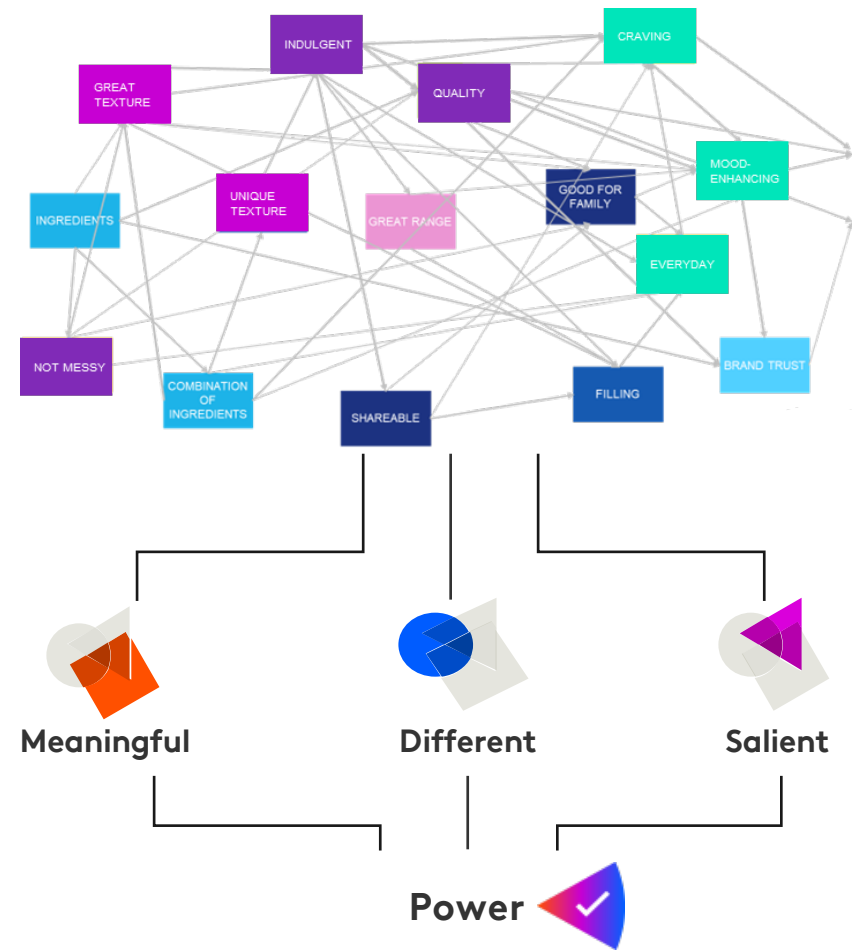 INDULGENT
CRAVING
GREAT
TEXTURE
QUALITY
MOOD-
ENHANCING
UNIQUE
TEXTURE
GOOD FOR
FAMILY
INGREDIENTS
GREAT RANGE
EVERYDAY
NOT MESSY
BRAND TRUST
COMBINATION
OF
INGREDIENTS
FILLING
SHAREABLE
Meaningful
Different
Salient
Power